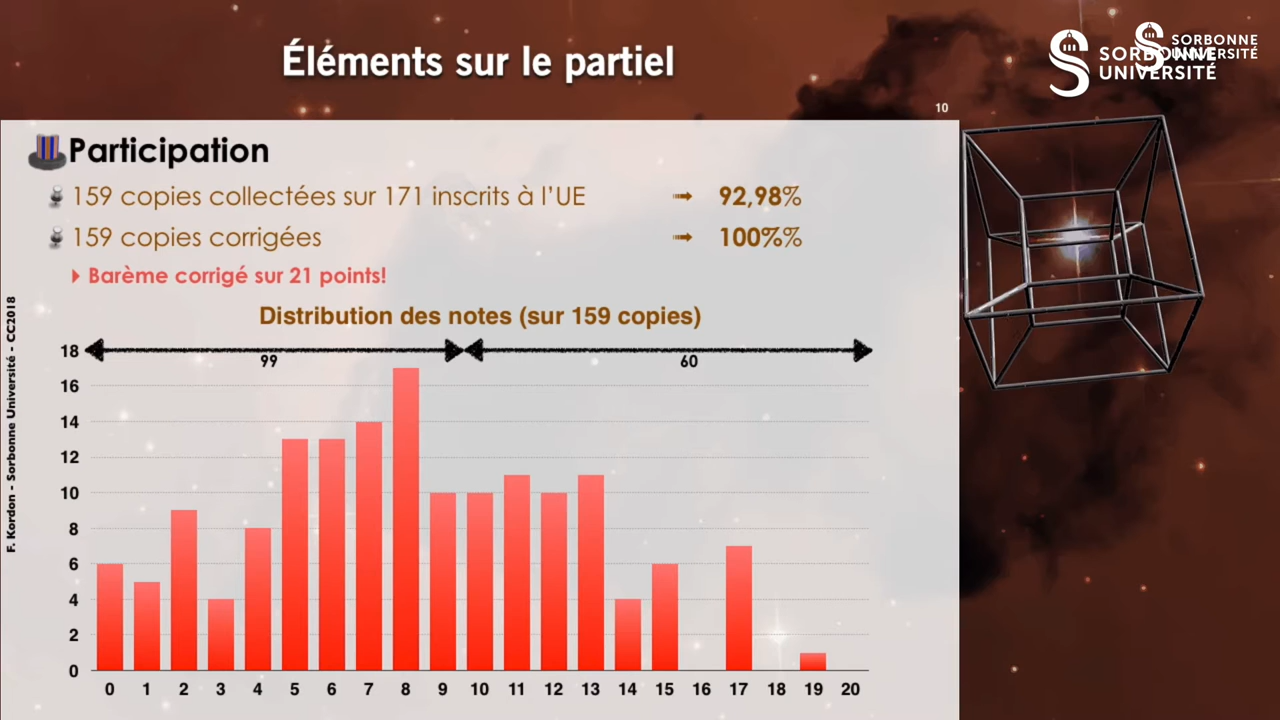 Éléments sur le partiel
SORBONNE
UNIVERSITÉ
SORBONNE
UNIVERSITÉ
10
Participation
159 copies collectées sur 171 inscrits à l’UE ➟ 92,98%
159 copies corrigées ➟ 100%%
Barème corrigé sur 21 points!
Distribution des notes (sur 159 copies)
99 60
18
16
14
12
10
8
6
4
2
0
0 1 2 3 4 5 6 7 8 9 10 11 12 13 14 15 16 17 18 19 20
F. Kordon - Sorbonne Université - CC2018